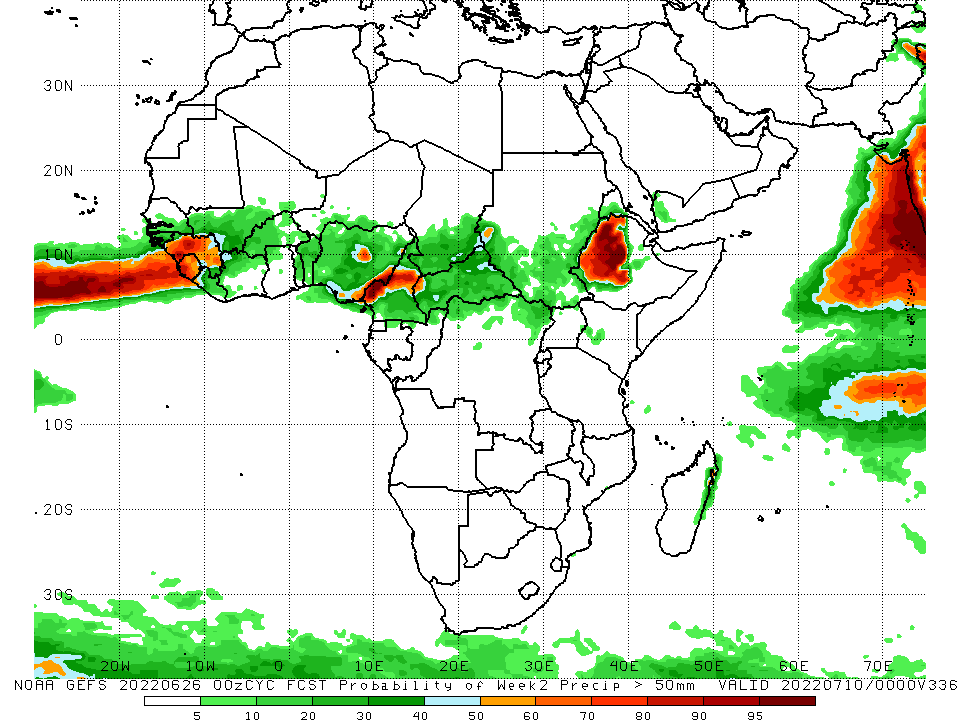 30N
20N
10N
0
10S
20S
30S
20W 10W 0 10E 20E 30E 40E 50E 60E 70E
NOAA GEFS 20220626 00zCYC FCST Probability of Week2 Precip > 50mm VALID 20220710/0000V336
5 10 20 30 40 50 60 70 80 90 95